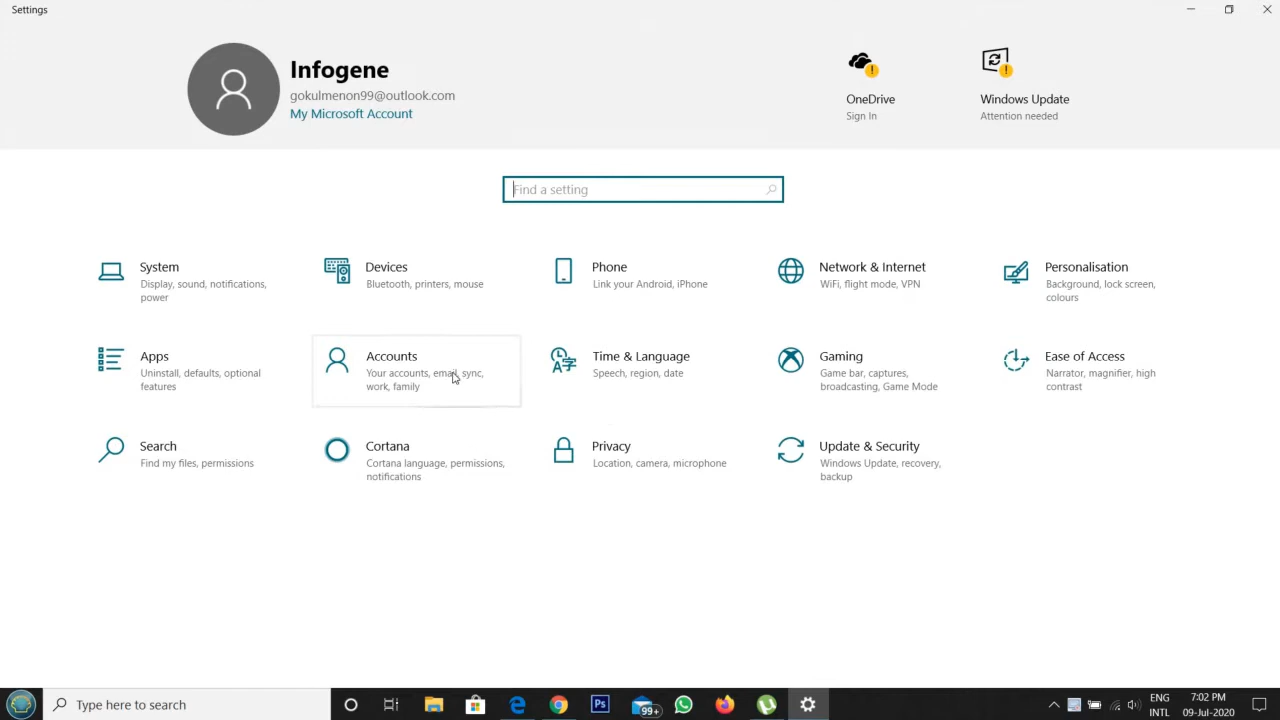 Settings
Infogene
gokulmenon99@outlook.com
My Microsoft Account
OneDrive
Sign In
Windows Update
Attention needed
Find a setting
System
Display, sound, notifications,
power
Devices
Bluetooth, printers, mouse
Phone
Link your Android, iPhone
Network & Internet
WiFi, flight mode, VPN
Personalisation
Background, lock screen,
colours
Apps
Uninstall, defaults, optional
features
Accounts
Your accounts, email, sync,
work, family
Time & Language
Speech, region, date
Gaming
Game bar, captures,
broadcasting, Game Mode
Ease of Access
Narrator, magnifier, high
contrast
Search
Find my files, permissions
Cortana
Cortana language, permissions,
notifications
Privacy
Location, camera, microphone
Update & Security
Windows Update, recovery,
backup
Type here to search
Ps
99+
ENG
INTL
7:02 PM
09-Jul-2020